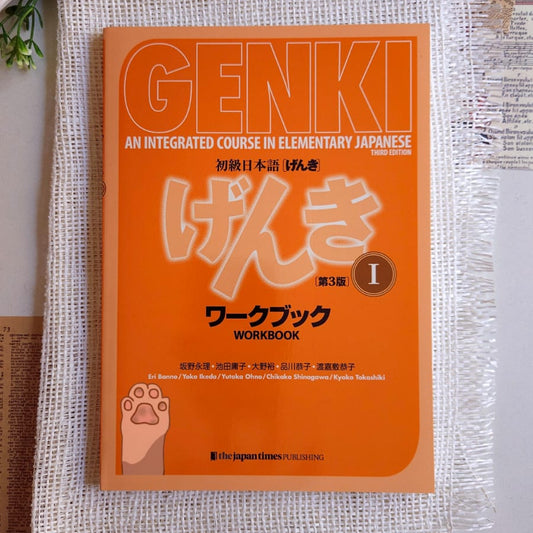 GENKI
AN INTEGRATED COURSE IN ELEMENTARY JAPANESE
THIRD EDITION
初級日本語[げんき]
げんき
[第3版] I
ワークブック
WORKBOOK
坂野永理・池田庸子・大野裕・品川恭子・渡嘉敷恭子
Eri Banno/Yoko Ikeda/Yutaka Ohno/Chikako Shinagawa/Kyoko Tokashiki
the japan times PUBLISHING
73